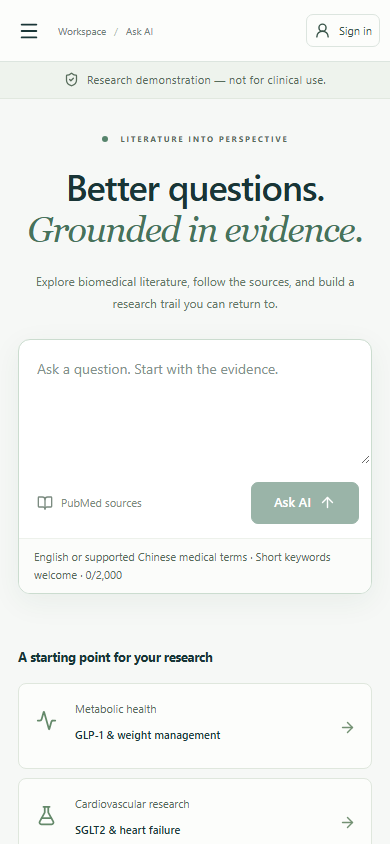 Workspace / Ask AI
Sign in
Research demonstration — not for clinical use.
LITERATURE INTO PERSPECTIVE
Better questions.
Grounded in evidence.
Explore biomedical literature, follow the sources, and build a
research trail you can return to.
Ask a question. Start with the evidence.
PubMed sources
Ask AI
English or supported Chinese medical terms · Short keywords
welcome · 0/2,000
A starting point for your research
Metabolic health
GLP-1 & weight management
Cardiovascular research
SGLT2 & heart failure